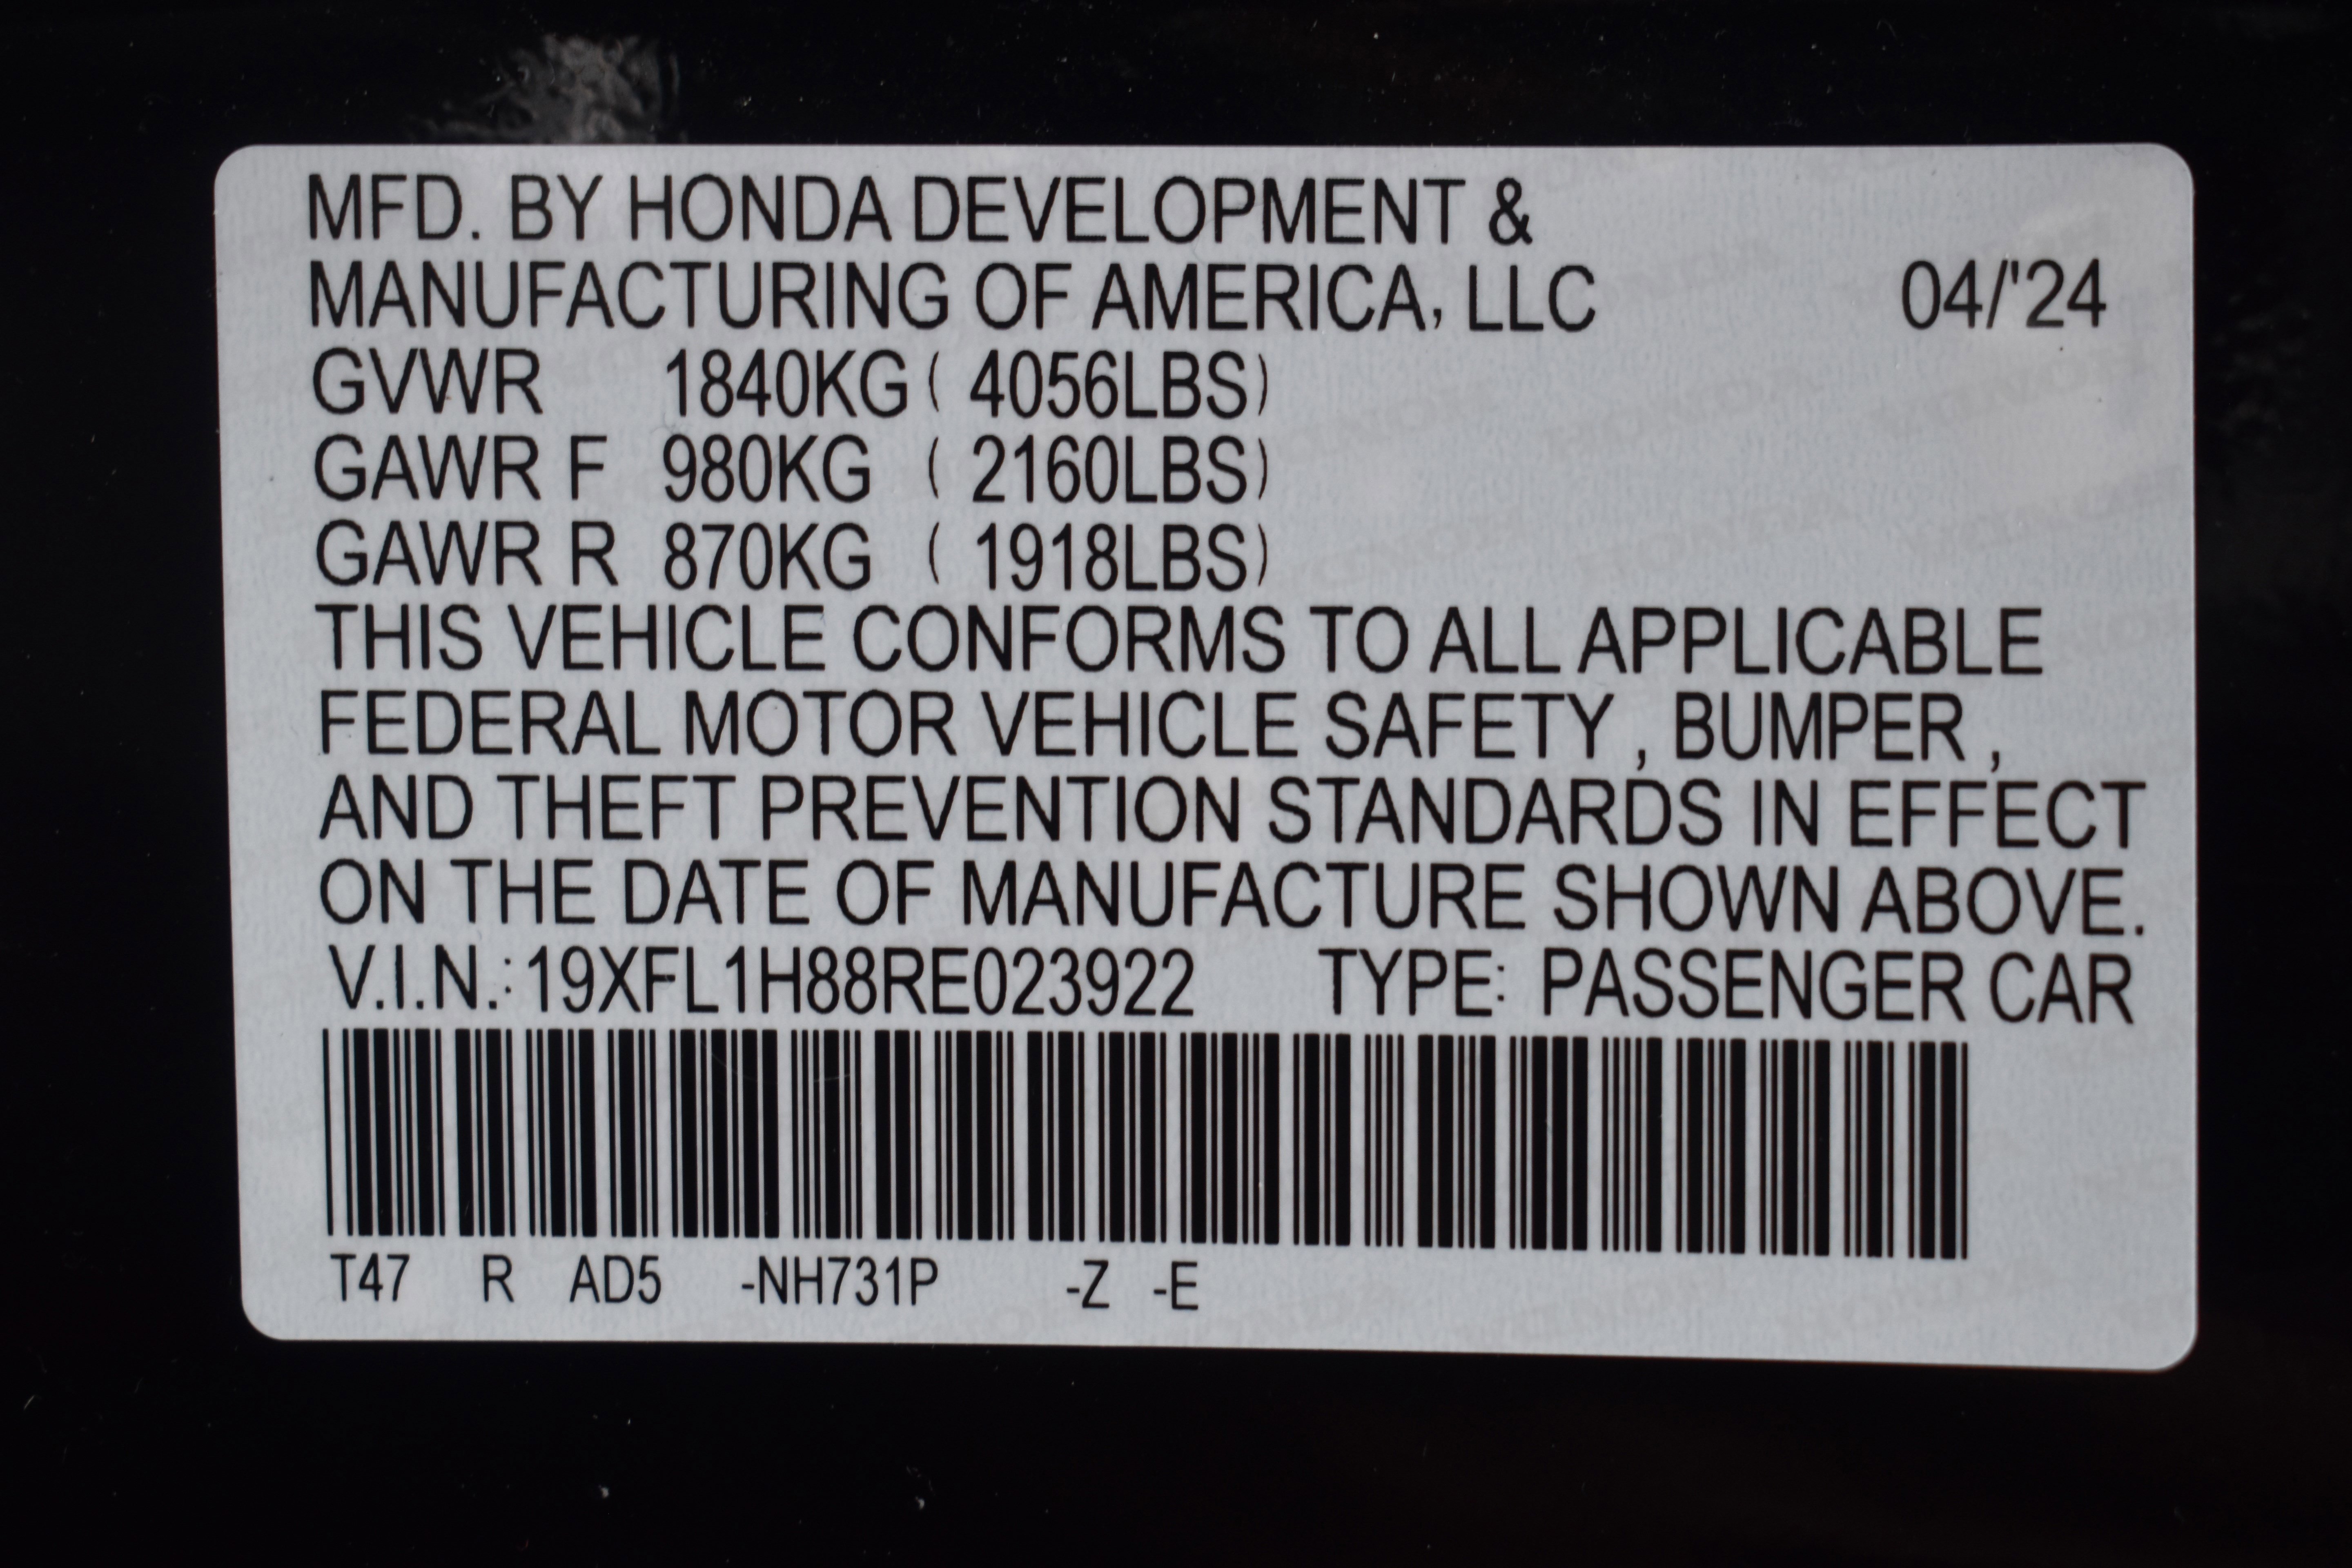 MFD. BY HONDA DEVELOPMENT &
MANUFACTURING OF AMERICA, LLC 04/'24
GVWR 1840KG ( 4056LBS)
GAWR F 980KG ( 2160LBS)
GAWR R 870KG ( 1918LBS)
THIS VEHICLE CONFORMS TO ALL APPLICABLE
FEDERAL MOTOR VEHICLE SAFETY , BUMPER ,
AND THEFT PREVENTION STANDARDS IN EFFECT
ON THE DATE OF MANUFACTURE SHOWN ABOVE.
V.I.N.: 19XFL1H88RE023922 TYPE: PASSENGER CAR
T47 R AD5 -NH731P -Z -E